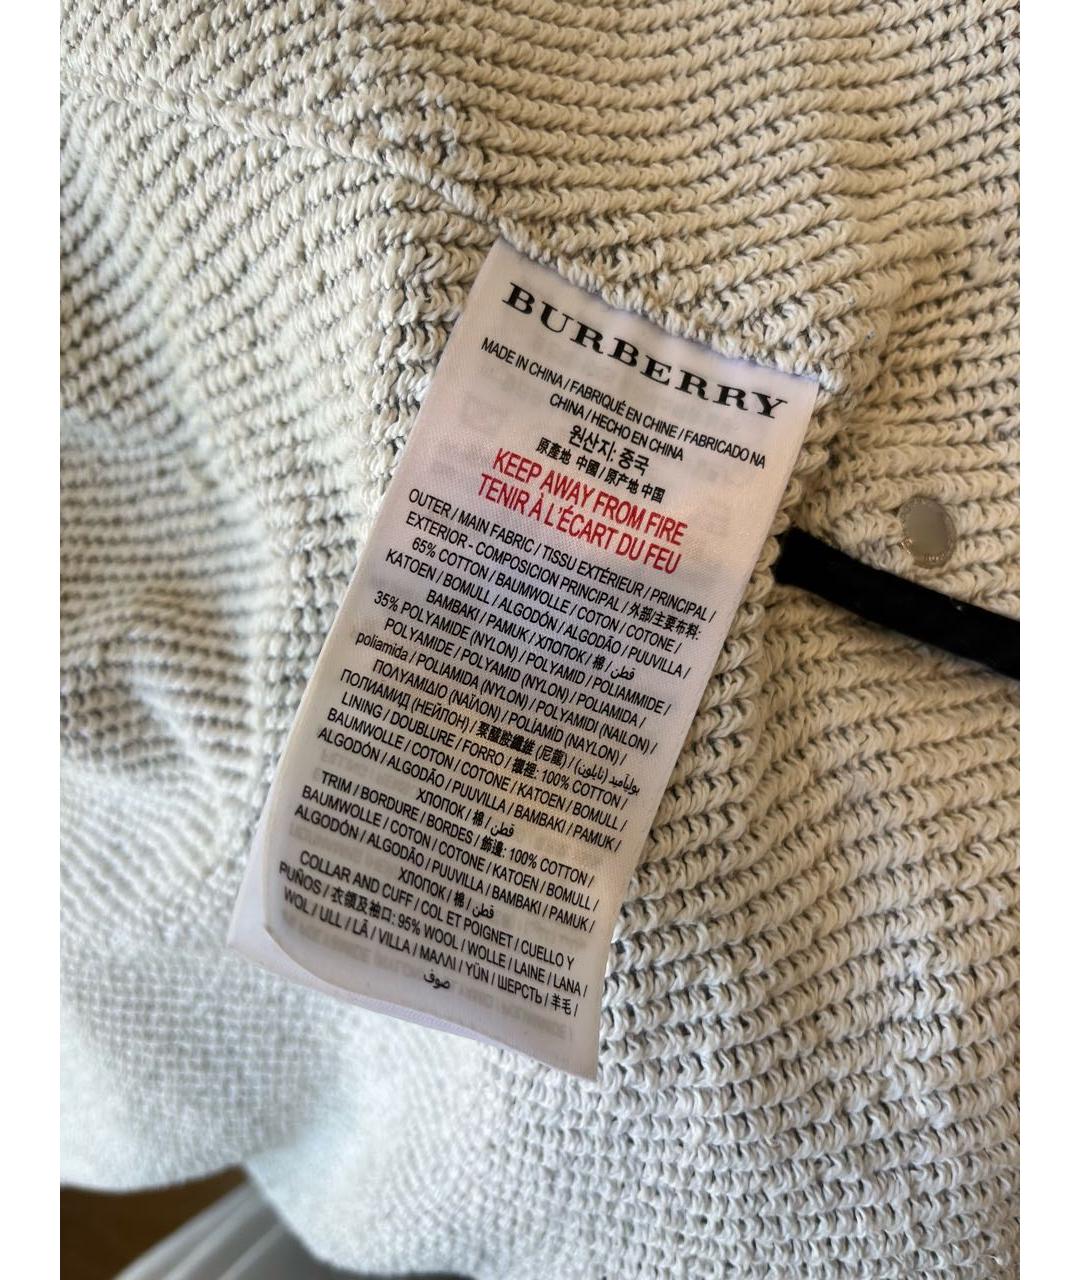 BURBERRY
MADE IN CHINA / FABRIQUÉ EN CHINE / FABRICADO NA
CHINA / HECHO EN CHINA
원산지: 중국
原產地 中國 / 原产地 中国
KEEP AWAY FROM FIRE
TENIR À L'ÉCART DU FEU
OUTER / MAIN FABRIC / TISSU EXTÉRIEUR / PRINCIPAL /
EXTERIOR - COMPOSICION PRINCIPAL / 外部/主要布料:
65% COTTON / BAUMWOLLE / COTON / COTONE /
KATOEN / BOMULL / ALGODÓN / ALGODÃO / PUUVILLA /
BAMBAKI / PAMUK / ХЛОПОК / 棉 / قطن
35% POLYAMIDE (NYLON) / POLYAMID / POLIAMMIDE /
POLYAMIDE / POLYAMID (NYLON) / POLIAMIDA /
poliamida / POLIAMIDA (NYLON) / POLYAMIDI (NAILON) /
ΠΟΛΥΑΜΙΔΙΟ (ΝΑΪΛΟΝ) / POLİAMİD (NAYLON) /
ПОЛИАМИД (НЕЙЛОН) / 聚醯胺纖維 (尼龍) / بولياميد (نايلون)
LINING / DOUBLURE / FORRO / 襯裡: 100% COTTON /
BAUMWOLLE / COTON / COTONE / KATOEN / BOMULL /
ALGODÓN / ALGODÃO / PUUVILLA / BAMBAKI / PAMUK /
ХЛОПОК / 棉 / قطن
TRIM / BORDURE / BORDES / 飾邊: 100% COTTON /
BAUMWOLLE / COTON / COTONE / KATOEN / BOMULL /
ALGODÓN / ALGODÃO / PUUVILLA / BAMBAKI / PAMUK /
ХЛОПОК / 棉 / قطن
COLLAR AND CUFF / COL ET POIGNET / CUELLO Y
PUÑOS / 衣領及袖口: 95% WOOL / WOLLE / LAINE / LANA /
WOL / ULL / LÃ / VILLA / ΜΑΛΛΙ / YÜN / ШЕРСТЬ / 羊毛 /
صوف